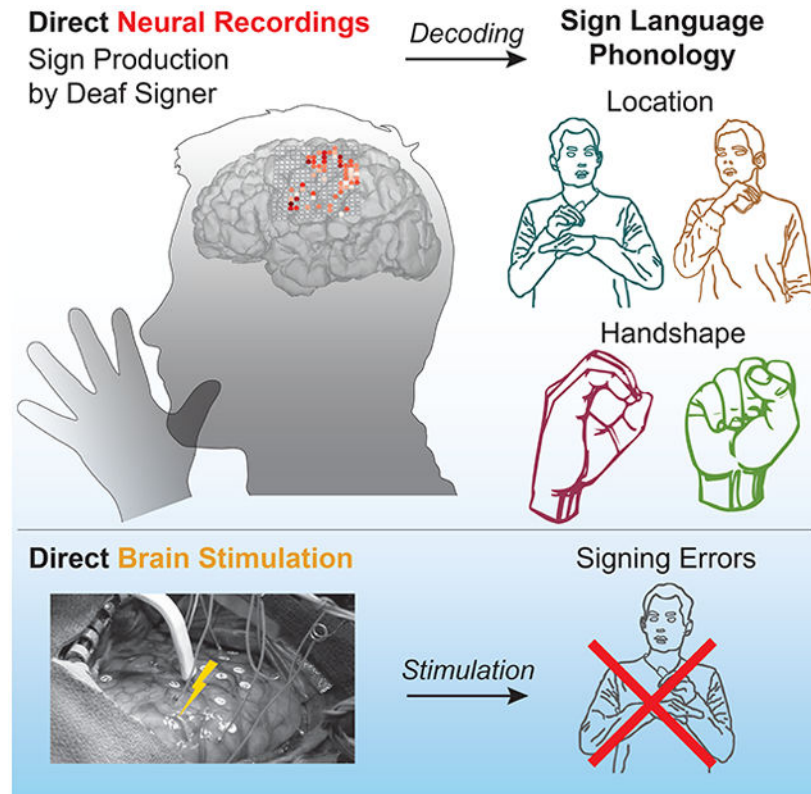 Direct Neural Recordings
Sign Production
by Deaf Signer
Decoding
Sign Language
Phonology
Location
Handshape
Direct Brain Stimulation
Stimulation
Signing Errors